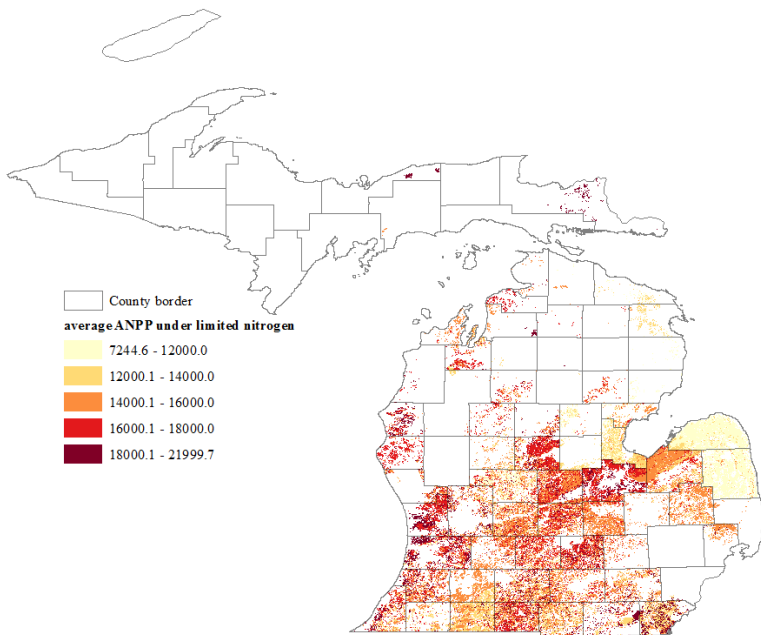 County border
average ANPP under limited nitrogen
7244.6 - 12000.0
12000.1 - 14000.0
14000.1 - 16000.0
16000.1 - 18000.0
18000.1 - 21999.7